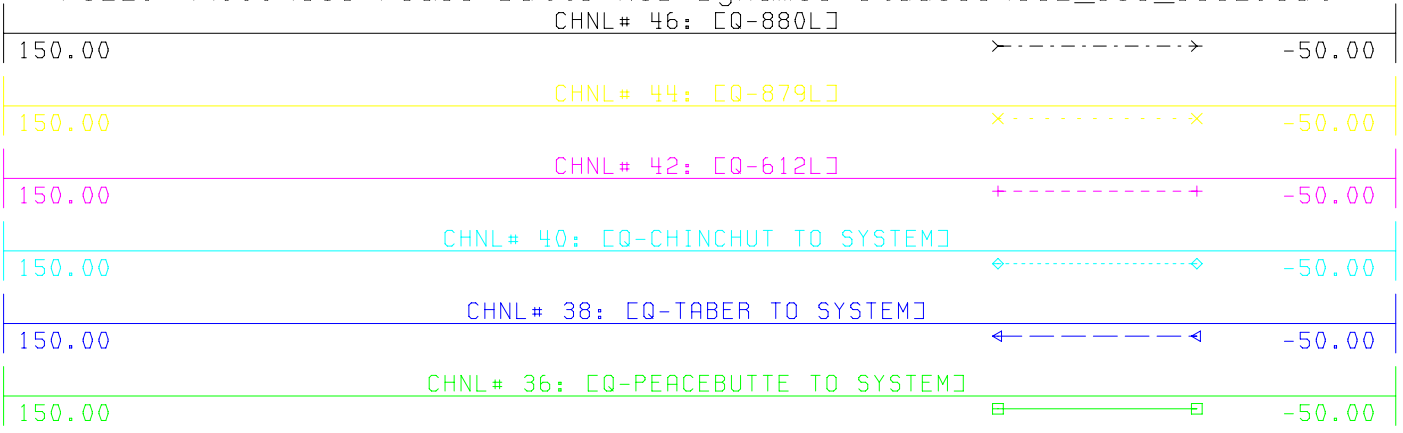 CHNL# 46: [Q-880L]
150.00 -50.00
CHNL# 44: [Q-879L]
150.00 -50.00
CHNL# 42: [Q-612L]
150.00 -50.00
CHNL# 40: [Q-CHINCHUT TO SYSTEM]
150.00 -50.00
CHNL# 38: [Q-TABER TO SYSTEM]
150.00 -50.00
CHNL# 36: [Q-PEACEBUTTE TO SYSTEM]
150.00 -50.00